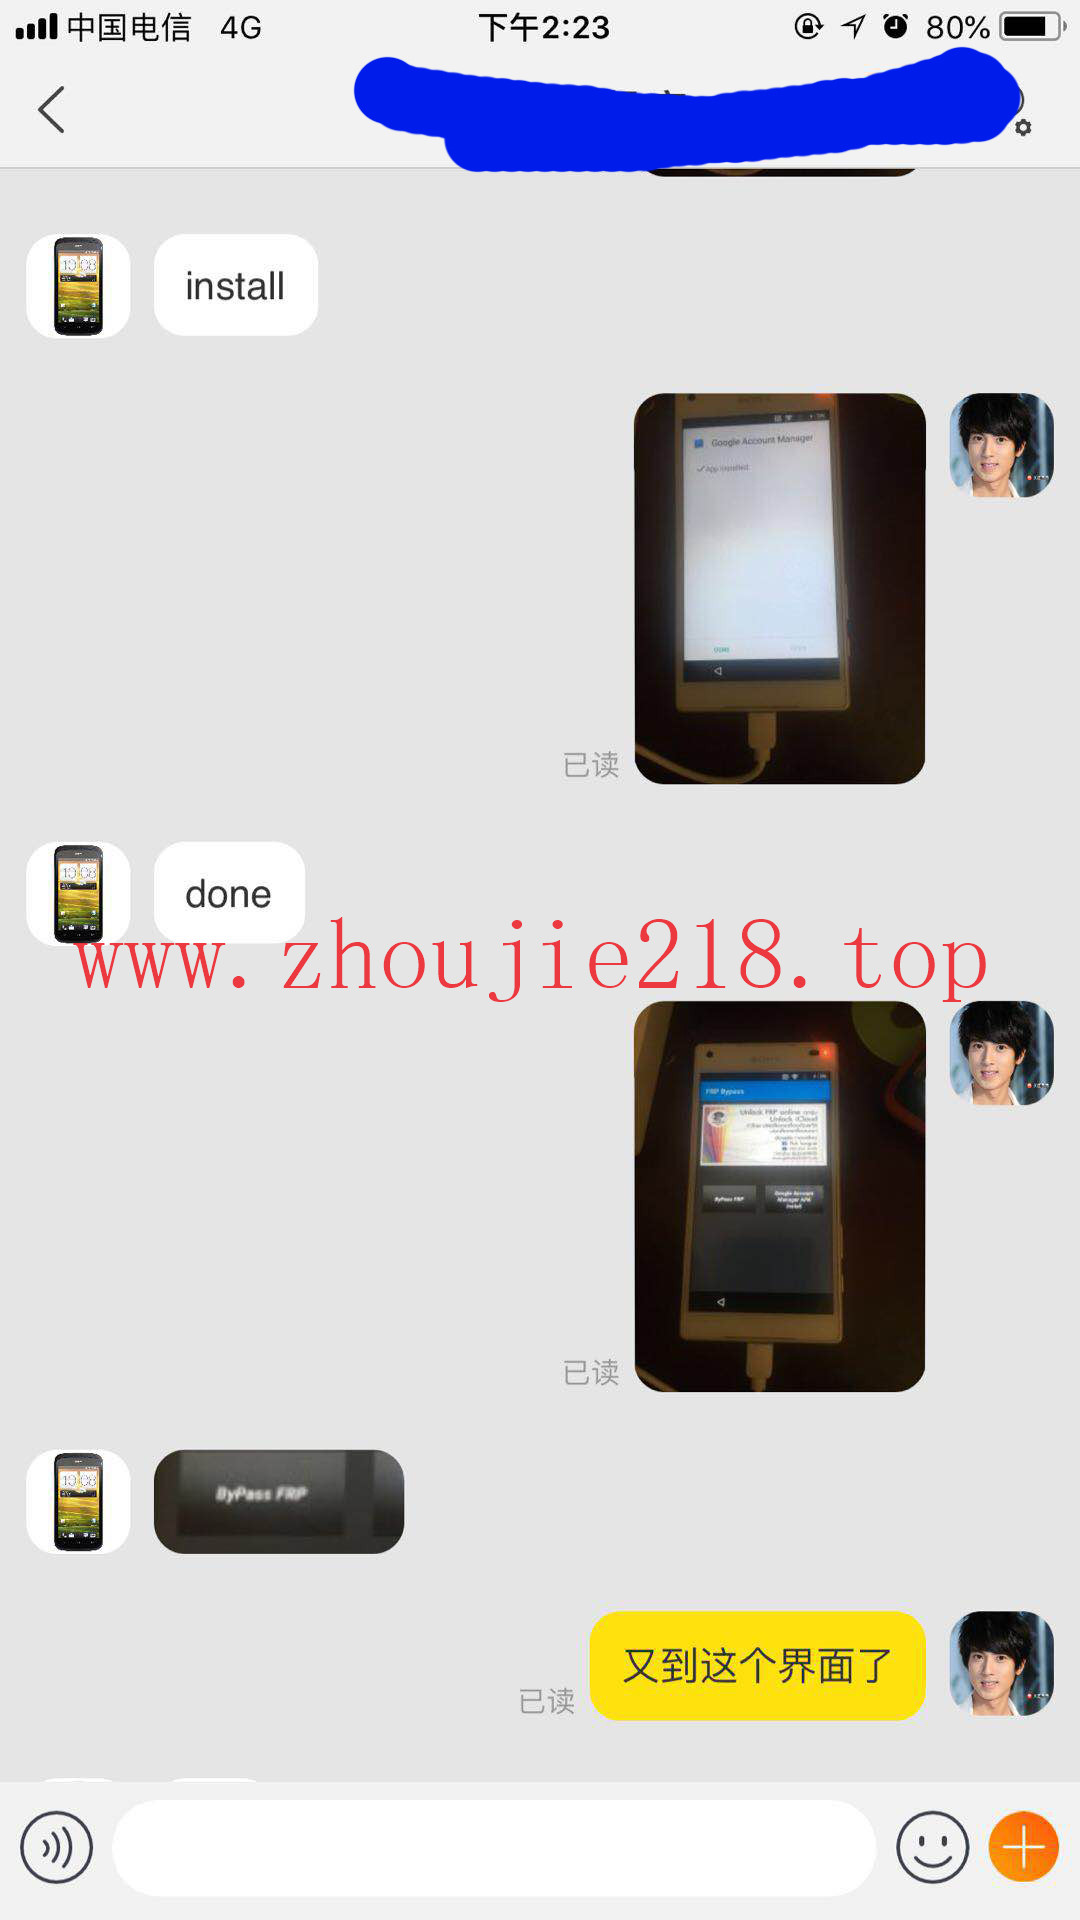 中国电信 4G 下午2:23 80%
install
Google Account Manager
App installed.
DONE
已读
done
www.zhoujie218.top
SONY
FRP Bypass
Unlock FRP online
Unlock iCloud
ByPass FRP
Google Account
Manager APK
Install
已读
ByPass FRP
又到这个界面了
已读